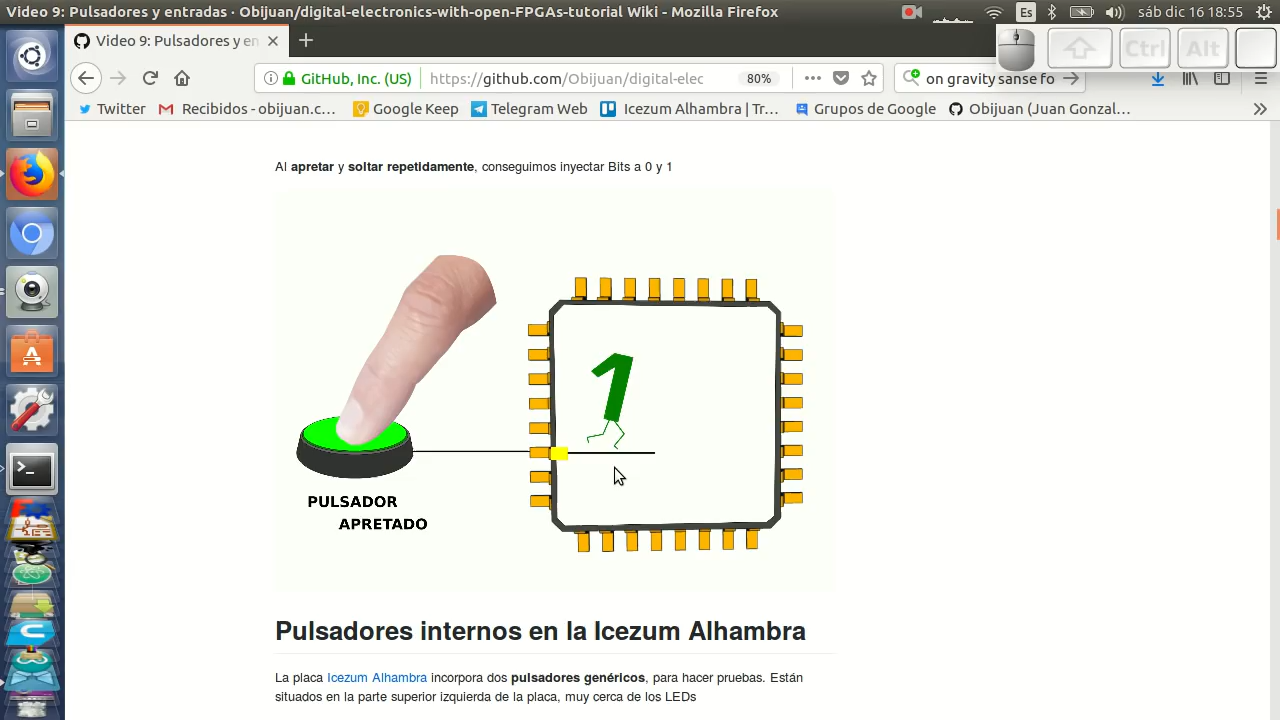 Video 9: Pulsadores y entradas · Obijuan/digital-electronics-with-open-FPGAs-tutorial Wiki - Mozilla Firefox
Es
sáb dic 16 18:55
Video 9: Pulsadores y en
Ctrl
Alt
GitHub, Inc. (US)
https://github.com/Obijuan/digital-elec
80%
on gravity sanse fo
Twitter
Recibidos - obijuan.c…
Google Keep
Telegram Web
Icezum Alhambra | Tr…
Grupos de Google
Obijuan (Juan Gonzal…
Al apretar y soltar repetidamente, conseguimos inyectar Bits a 0 y 1
1
PULSADOR
APRETADO
Pulsadores internos en la Icezum Alhambra
La placa Icezum Alhambra incorpora dos pulsadores genéricos, para hacer pruebas. Están
situados en la parte superior izquierda de la placa, muy cerca de los LEDs